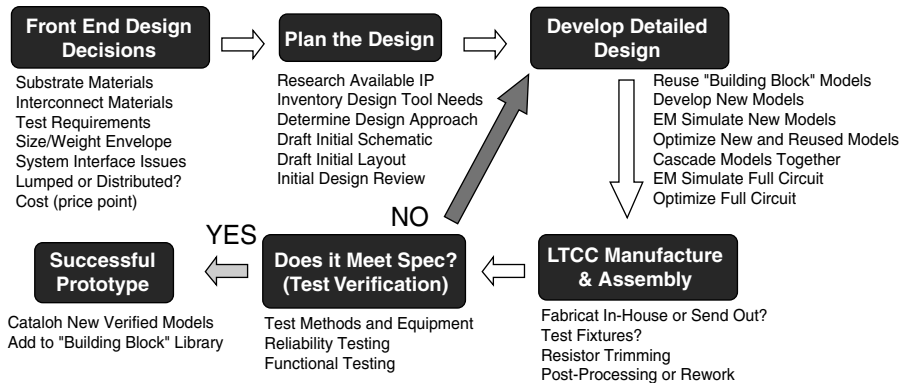 Front End Design
Decisions
Substrate Materials
Interconnect Materials
Test Requirements
Size/Weight Envelope
System Interface Issues
Lumped or Distributed?
Cost (price point)
Plan the Design
Research Available IP
Inventory Design Tool Needs
Determine Design Approach
Draft Initial Schematic
Draft Initial Layout
Initial Design Review
Develop Detailed
Design
Reuse "Building Block" Models
Develop New Models
EM Simulate New Models
Optimize New and Reused Models
Cascade Models Together
EM Simulate Full Circuit
Optimize Full Circuit
LTCC Manufacture
& Assembly
Fabricat In-House or Send Out?
Test Fixtures?
Resistor Trimming
Post-Processing or Rework
NO
Does it Meet Spec?
(Test Verification)
Test Methods and Equipment
Reliability Testing
Functional Testing
YES
Successful
Prototype
Cataloh New Verified Models
Add to "Building Block" Library